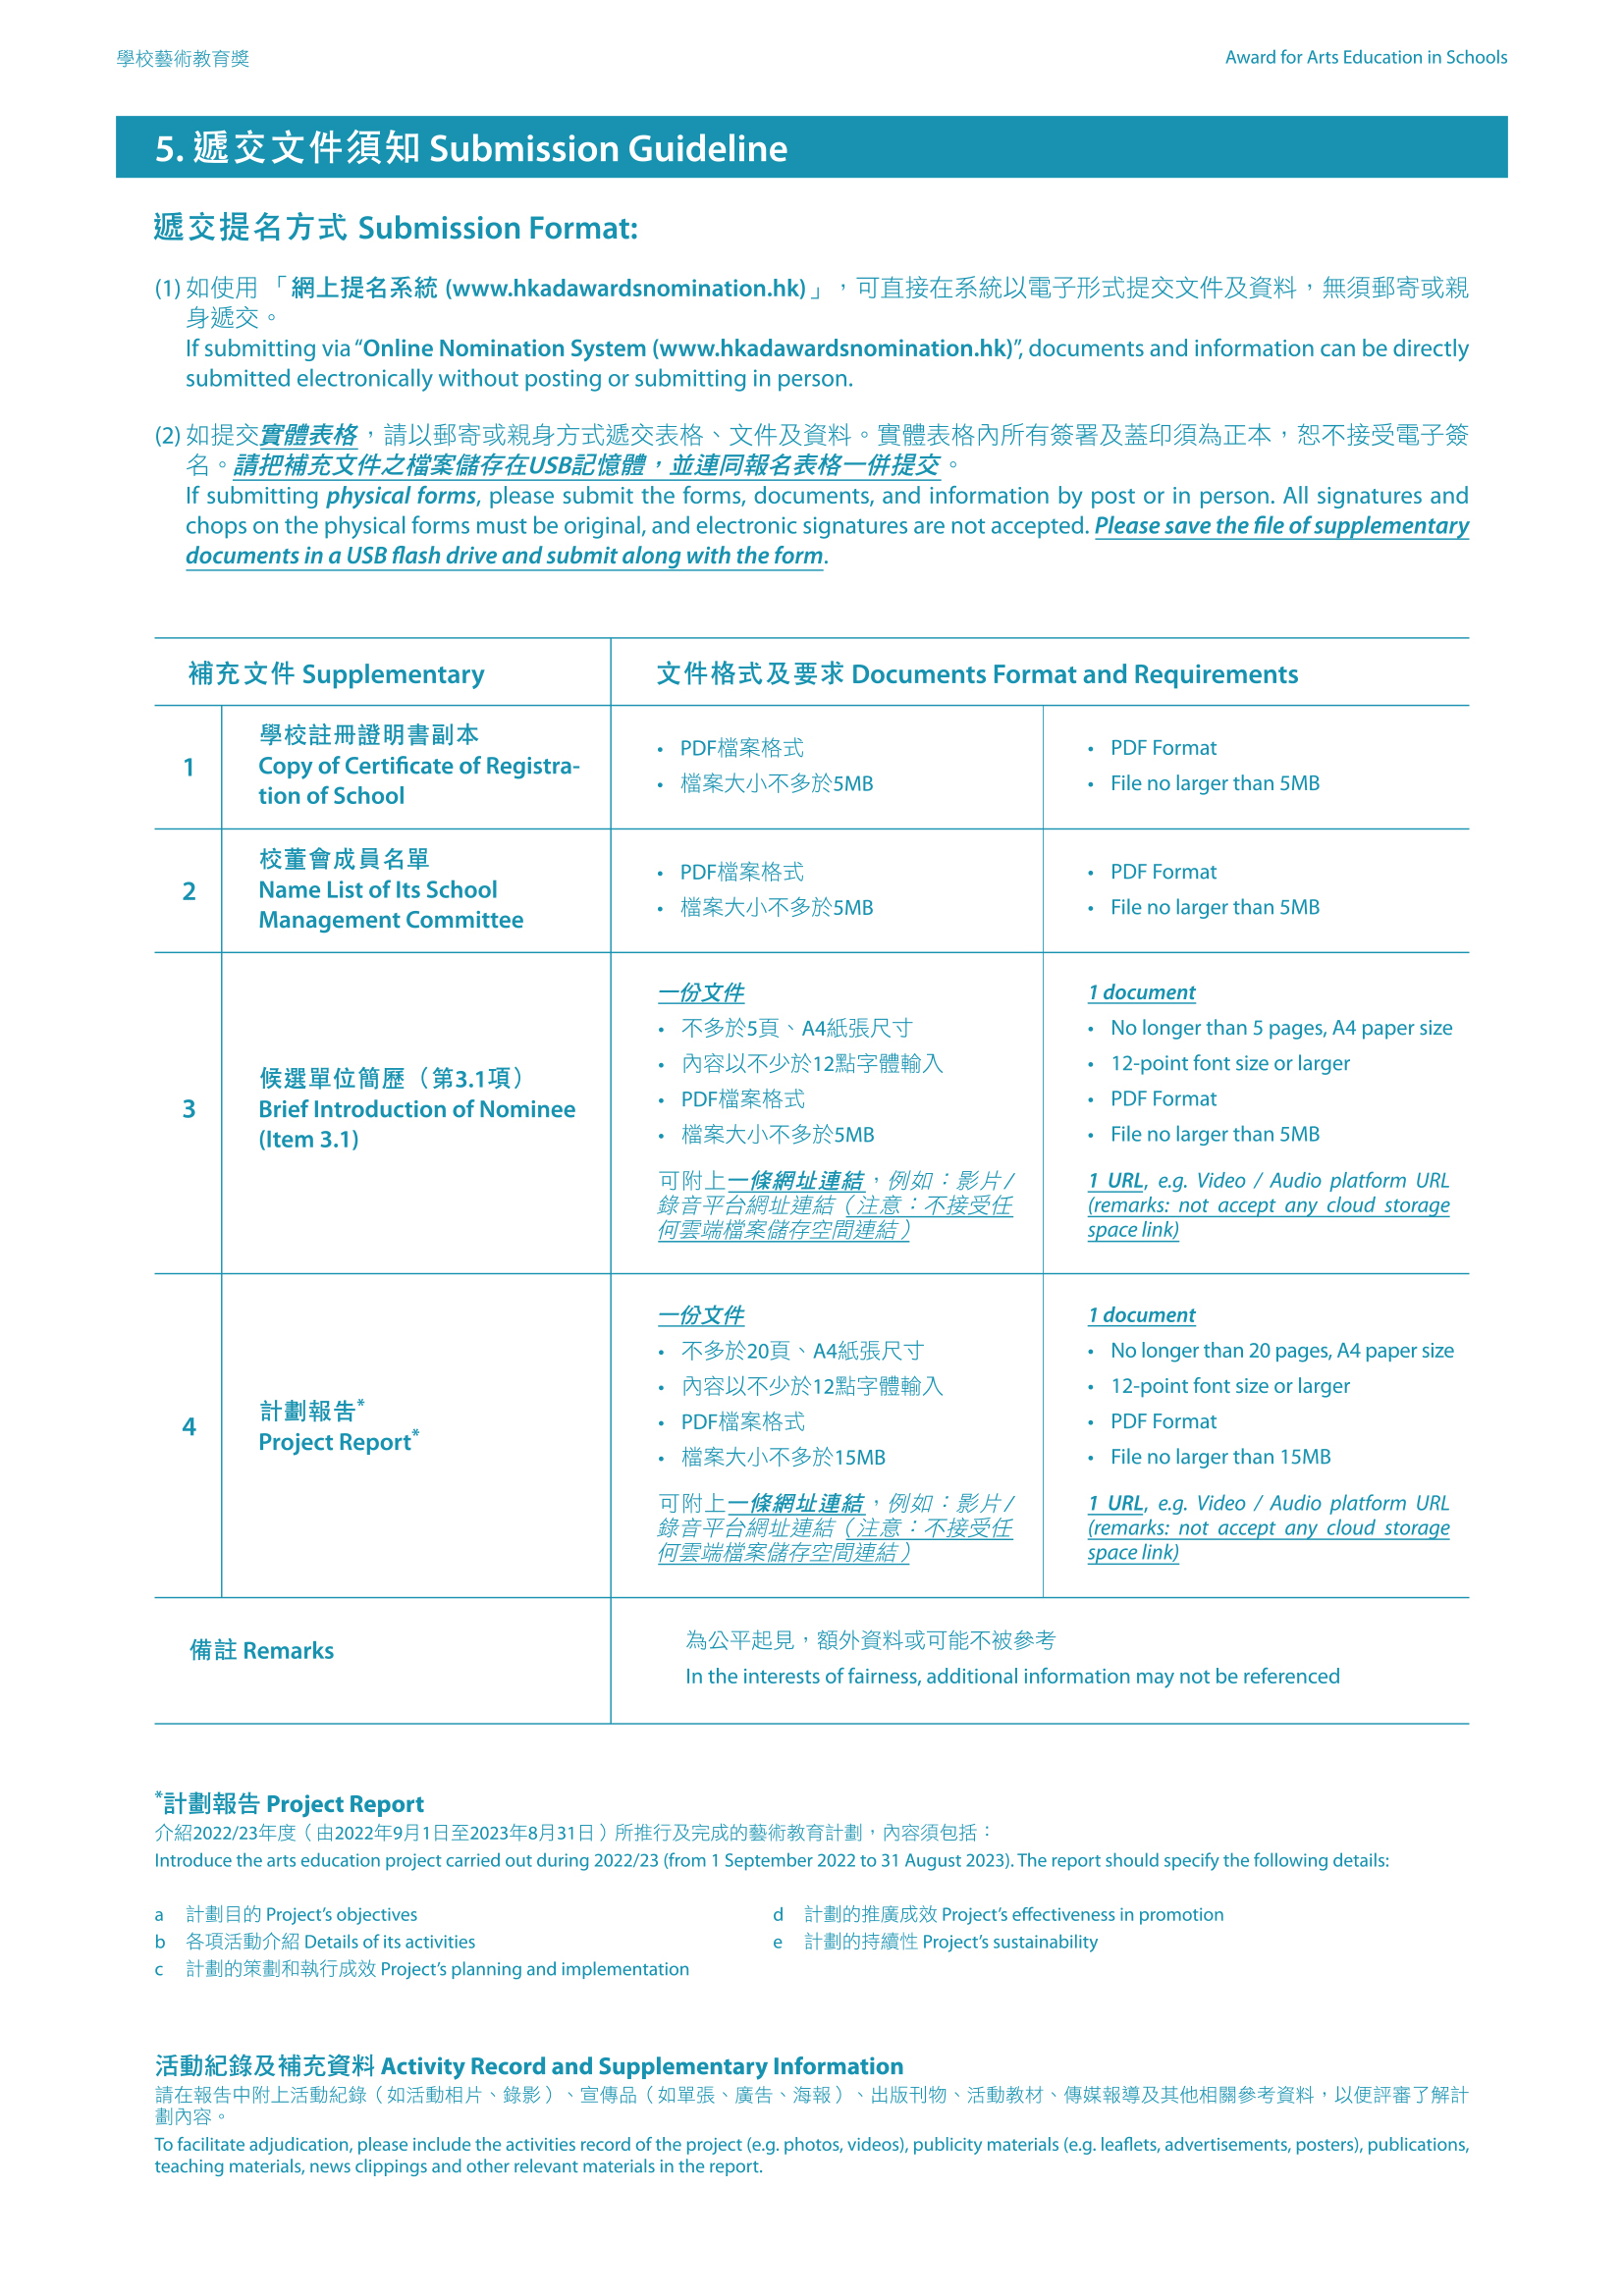 學校藝術教育獎
Award for Arts Education in Schools
5. 遞交文件須知 Submission Guideline
遞交提名方式 Submission Format:
(1) 如使用 「網上提名系統 (www.hkadawardsnomination.hk)」，可直接在系統以電子形式提交文件及資料，無須郵寄或親
身遞交。
If submitting via “Online Nomination System (www.hkadawardsnomination.hk)”, documents and information can be directly
submitted electronically without posting or submitting in person.
(2) 如提交實體表格，請以郵寄或親身方式遞交表格、文件及資料。實體表格內所有簽署及蓋印須為正本，恕不接受電子簽
名。請把補充文件之檔案儲存在USB記憶體，並連同報名表格一併提交。
If submitting physical forms, please submit the forms, documents, and information by post or in person. All signatures and
chops on the physical forms must be original, and electronic signatures are not accepted. Please save the file of supplementary
documents in a USB flash drive and submit along with the form.
補充文件 Supplementary
文件格式及要求 Documents Format and Requirements
1
學校註冊證明書副本
Copy of Certificate of Registra-
tion of School
• PDF檔案格式
• 檔案大小不多於5MB
• PDF Format
• File no larger than 5MB
2
校董會成員名單
Name List of Its School
Management Committee
• PDF檔案格式
• 檔案大小不多於5MB
• PDF Format
• File no larger than 5MB
3
候選單位簡歷（第3.1項）
Brief Introduction of Nominee
(Item 3.1)
一份文件
• 不多於5頁、A4紙張尺寸
• 內容以不少於12點字體輸入
• PDF檔案格式
• 檔案大小不多於5MB
可附上一條網址連結，例如：影片/
錄音平台網址連結（注意：不接受任
何雲端檔案儲存空間連結）
1 document
• No longer than 5 pages, A4 paper size
• 12-point font size or larger
• PDF Format
• File no larger than 5MB
1 URL, e.g. Video / Audio platform URL
(remarks: not accept any cloud storage
space link)
4
計劃報告*
Project Report*
一份文件
• 不多於20頁、A4紙張尺寸
• 內容以不少於12點字體輸入
• PDF檔案格式
• 檔案大小不多於15MB
可附上一條網址連結，例如：影片/
錄音平台網址連結（注意：不接受任
何雲端檔案儲存空間連結）
1 document
• No longer than 20 pages, A4 paper size
• 12-point font size or larger
• PDF Format
• File no larger than 15MB
1 URL, e.g. Video / Audio platform URL
(remarks: not accept any cloud storage
space link)
備註 Remarks
為公平起見，額外資料或可能不被參考
In the interests of fairness, additional information may not be referenced
*計劃報告 Project Report
介紹2022/23年度（由2022年9月1日至2023年8月31日）所推行及完成的藝術教育計劃，內容須包括：
Introduce the arts education project carried out during 2022/23 (from 1 September 2022 to 31 August 2023). The report should specify the following details:
a 計劃目的 Project’s objectives
b 各項活動介紹 Details of its activities
c 計劃的策劃和執行成效 Project’s planning and implementation
d 計劃的推廣成效 Project’s effectiveness in promotion
e 計劃的持續性 Project’s sustainability
活動紀錄及補充資料 Activity Record and Supplementary Information
請在報告中附上活動紀錄（如活動相片、錄影）、宣傳品（如單張、廣告、海報）、出版刊物、活動教材、傳媒報導及其他相關參考資料，以便評審了解計
劃內容。
To facilitate adjudication, please include the activities record of the project (e.g. photos, videos), publicity materials (e.g. leaflets, advertisements, posters), publications,
teaching materials, news clippings and other relevant materials in the report.